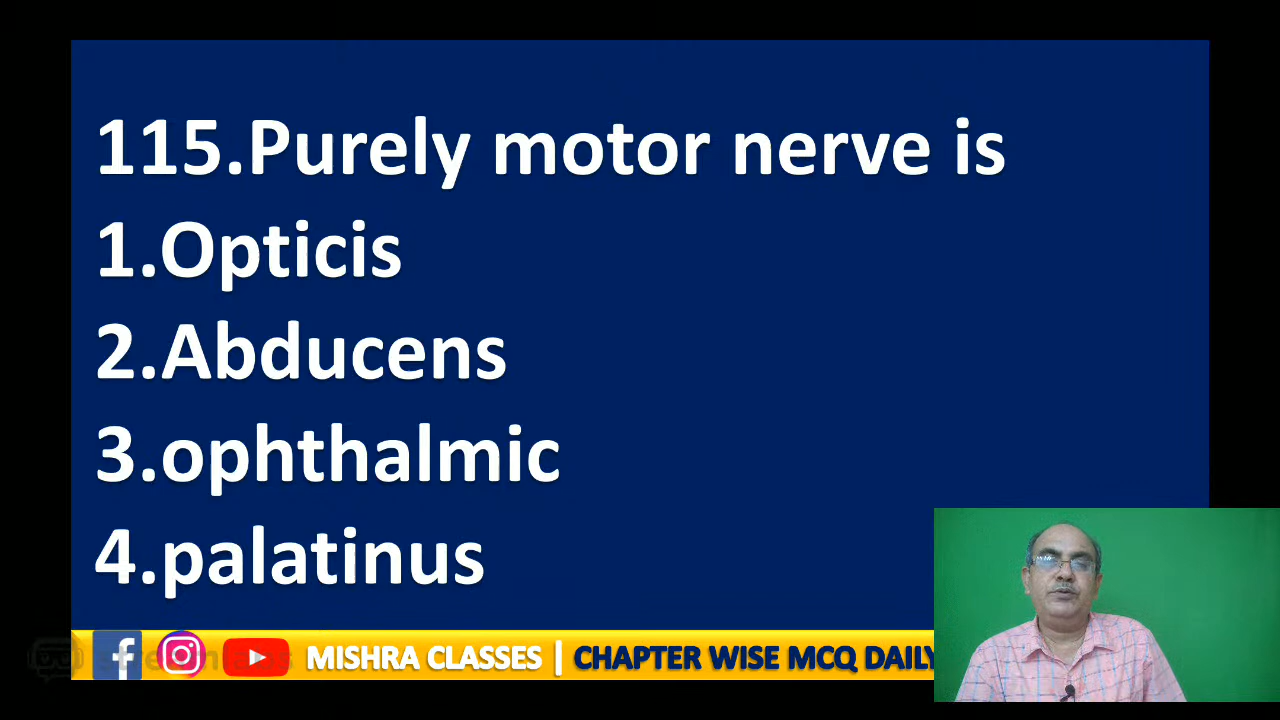 115.Purely motor nerve is
1.Opticis
2.Abducens
3.ophthalmic
4.palatinus
MISHRA CLASSES | CHAPTER WISE MCQ DAILY